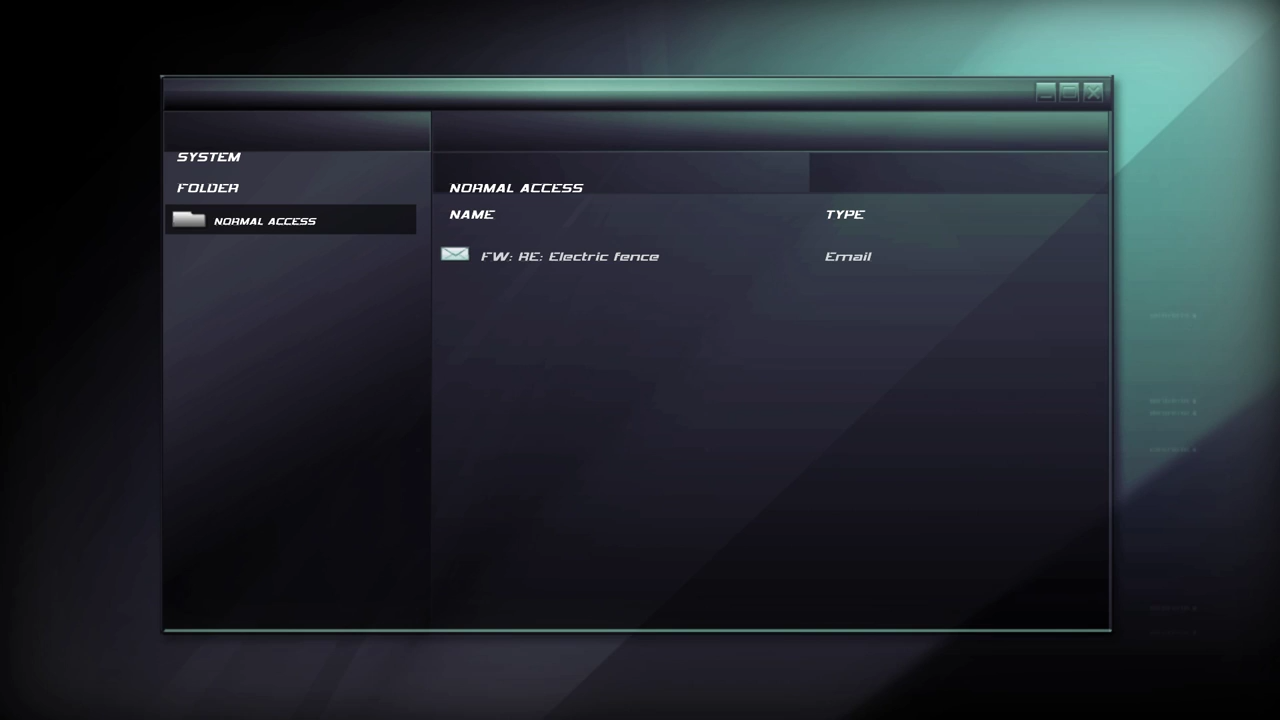 SYSTEM
FOLDER
NORMAL ACCESS
NORMAL ACCESS
NAME TYPE
FW: RE: Electric fence Email